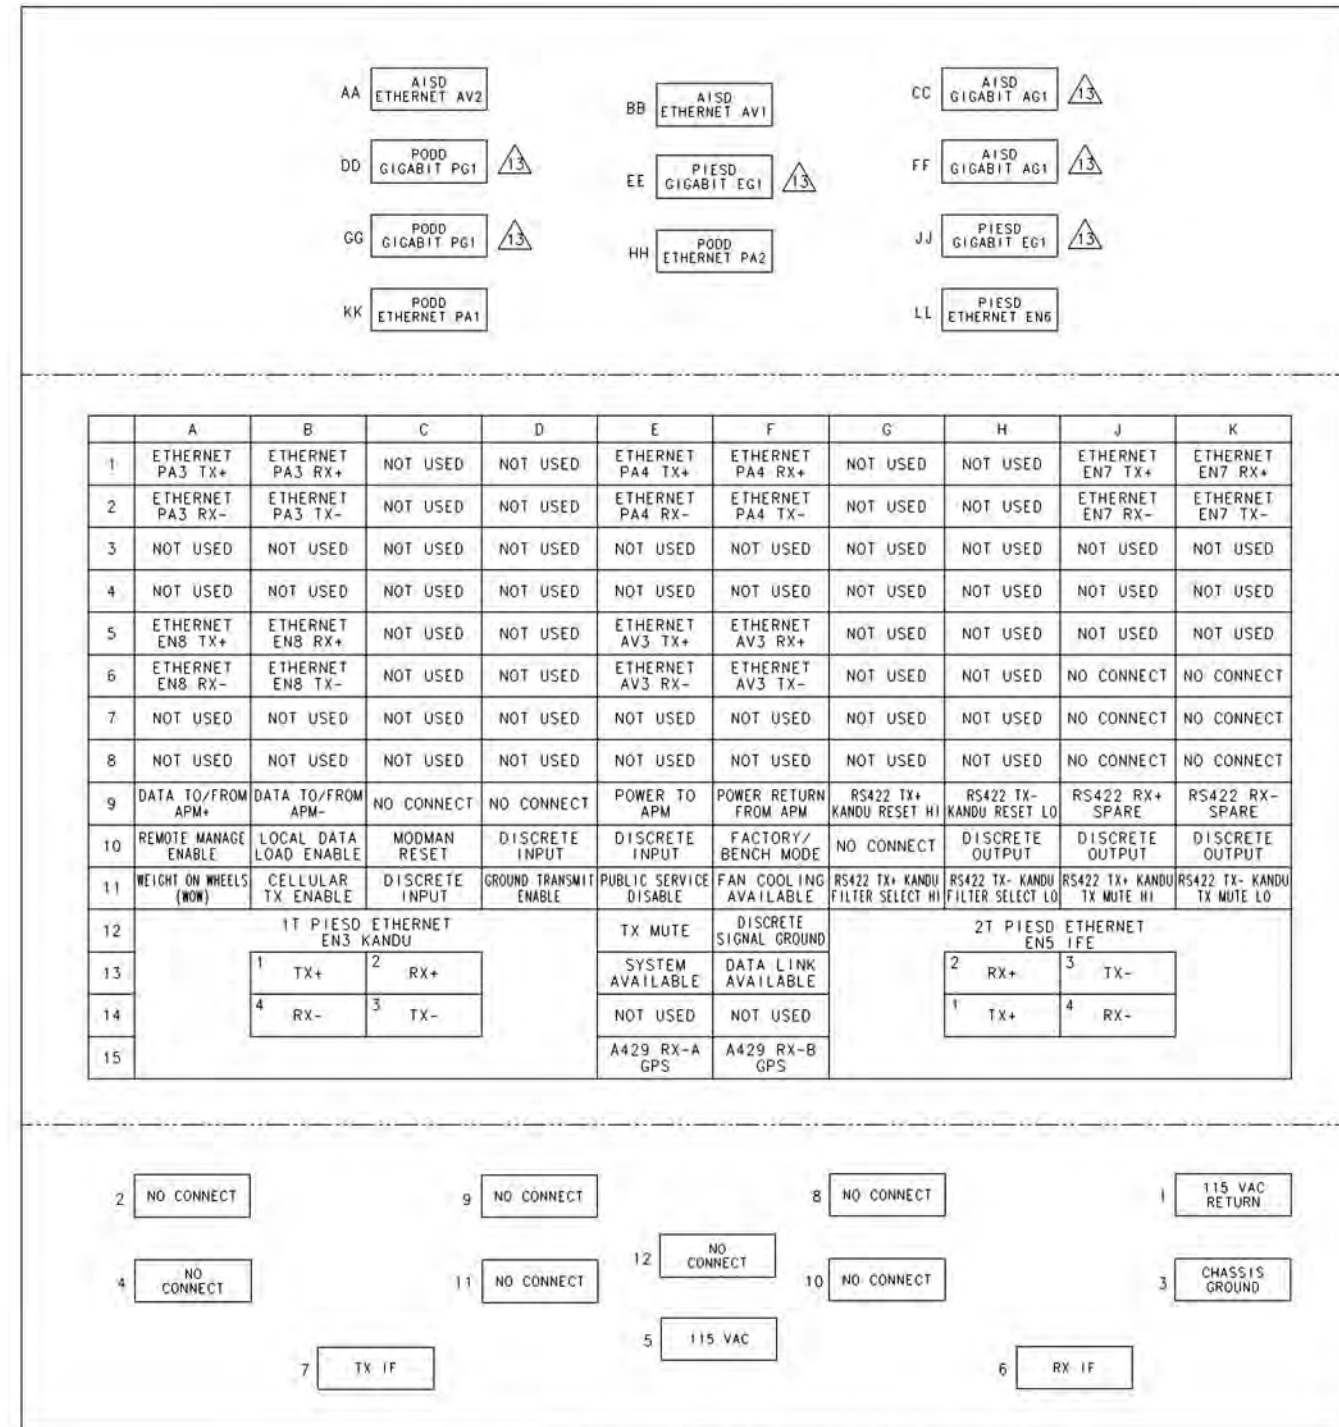 AA AISD
ETHERNET AV2
BB AISD
ETHERNET AV1
CC AISD
GIGABIT AG1 13
DD PODD
GIGABIT PG1 13
EE PIESD
GIGABIT EG1 13
FF AISD
GIGABIT AG1 13
GG PODD
GIGABIT PG1 13
HH PODD
ETHERNET PA2
JJ PIESD
GIGABIT EG1 13
KK PODD
ETHERNET PA1
LL PIESD
ETHERNET EN6
A B C D E F G H J K
1 ETHERNET PA3 TX+ ETHERNET PA3 RX+ NOT USED NOT USED ETHERNET PA4 TX+ ETHERNET PA4 RX+ NOT USED NOT USED ETHERNET EN7 TX+ ETHERNET EN7 RX+
2 ETHERNET PA3 RX- ETHERNET PA3 TX- NOT USED NOT USED ETHERNET PA4 RX- ETHERNET PA4 TX- NOT USED NOT USED ETHERNET EN7 RX- ETHERNET EN7 TX-
3 NOT USED NOT USED NOT USED NOT USED NOT USED NOT USED NOT USED NOT USED NOT USED NOT USED
4 NOT USED NOT USED NOT USED NOT USED NOT USED NOT USED NOT USED NOT USED NOT USED NOT USED
5 ETHERNET EN8 TX+ ETHERNET EN8 RX+ NOT USED NOT USED ETHERNET AV3 TX+ ETHERNET AV3 RX+ NOT USED NOT USED NOT USED NOT USED
6 ETHERNET EN8 RX- ETHERNET EN8 TX- NOT USED NOT USED ETHERNET AV3 RX- ETHERNET AV3 TX- NOT USED NOT USED NO CONNECT NO CONNECT
7 NOT USED NOT USED NOT USED NOT USED NOT USED NOT USED NOT USED NOT USED NO CONNECT NO CONNECT
8 NOT USED NOT USED NOT USED NOT USED NOT USED NOT USED NOT USED NOT USED NO CONNECT NO CONNECT
9 DATA TO/FROM APM+ DATA TO/FROM APM- NO CONNECT NO CONNECT POWER TO APM POWER RETURN FROM APM RS422 TX+ KANDU RESET HI RS422 TX- KANDU RESET LO RS422 RX+ SPARE RS422 RX- SPARE
10 REMOTE MANAGE ENABLE LOCAL DATA LOAD ENABLE MODMAN RESET DISCRETE INPUT DISCRETE INPUT FACTORY/ BENCH MODE NO CONNECT DISCRETE OUTPUT DISCRETE OUTPUT DISCRETE OUTPUT
11 WEIGHT ON WHEELS (WOW) CELLULAR TX ENABLE DISCRETE INPUT GROUND TRANSMIT ENABLE PUBLIC SERVICE DISABLE FAN COOLING AVAILABLE RS422 TX+ KANDU FILTER SELECT HI RS422 TX- KANDU FILTER SELECT LO RS422 TX+ KANDU TX MUTE HI RS422 TX- KANDU TX MUTE LO
12 1T PIESD ETHERNET EN3 KANDU TX MUTE DISCRETE SIGNAL GROUND 2T PIESD ETHERNET EN5 IFE
13 1 TX+ 2 RX+ SYSTEM AVAILABLE DATA LINK AVAILABLE 2 RX+ 3 TX-
14 4 RX- 3 TX- NOT USED NOT USED 1 TX+ 4 RX-
15 A429 RX-A GPS A429 RX-B GPS
2 NO CONNECT
9 NO CONNECT
8 NO CONNECT
1 115 VAC
RETURN
12 NO
CONNECT
4 NO
CONNECT
11 NO CONNECT
10 NO CONNECT
3 CHASSIS
GROUND
5 115 VAC
7 TX IF
6 RX IF